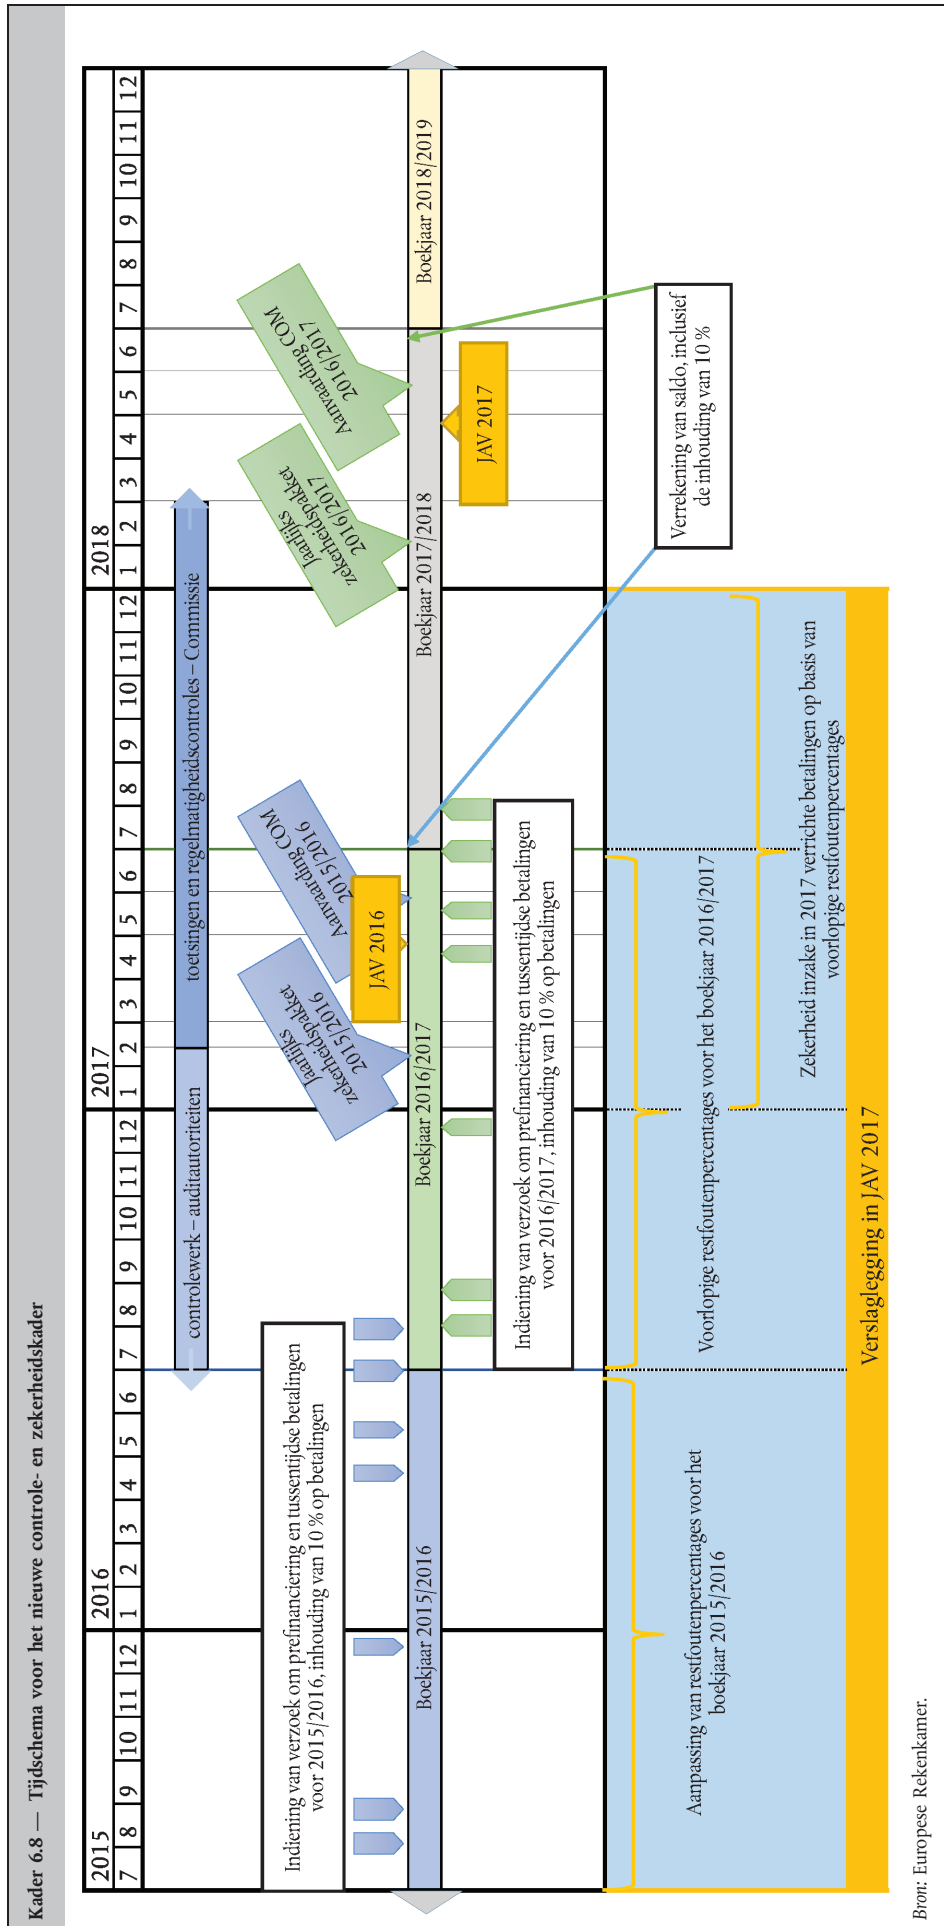 Kader 6.8 — Tijdschema voor het nieuwe controle- en zekerheidskader
2015 2016 2017 2018
7 8 9 10 11 12 1 2 3 4 5 6 7 8 9 10 11 12 1 2 3 4 5 6 7 8 9 10 11 12 1 2 3 4 5 6 7 8 9 10 11 12
controlewerk – auditautoriteiten
toetsingen en regelmatigheidscontroles – Commissie
Indiening van verzoek om prefinanciering en tussentijdse betalingen
voor 2015/2016, inhouding van 10 % op betalingen
Jaarlijks
zekerheidspakket
2015/2016
Aanvaarding COM
2015/2016
JAV 2016
Jaarlijks
zekerheidspakket
2016/2017
Aanvaarding COM
2016/2017
Boekjaar 2015/2016
Boekjaar 2016/2017
Boekjaar 2017/2018
Boekjaar 2018/2019
JAV 2017
Indiening van verzoek om prefinanciering en tussentijdse betalingen
voor 2016/2017, inhouding van 10 % op betalingen
Verrekening van saldo, inclusief
de inhouding van 10 %
Aanpassing van restfoutenpercentages voor het
boekjaar 2015/2016
Voorlopige restfoutenpercentages voor het boekjaar 2016/2017
Zekerheid inzake in 2017 verrichte betalingen op basis van
voorlopige restfoutenpercentages
Verslaglegging in JAV 2017
Bron: Europese Rekenkamer.